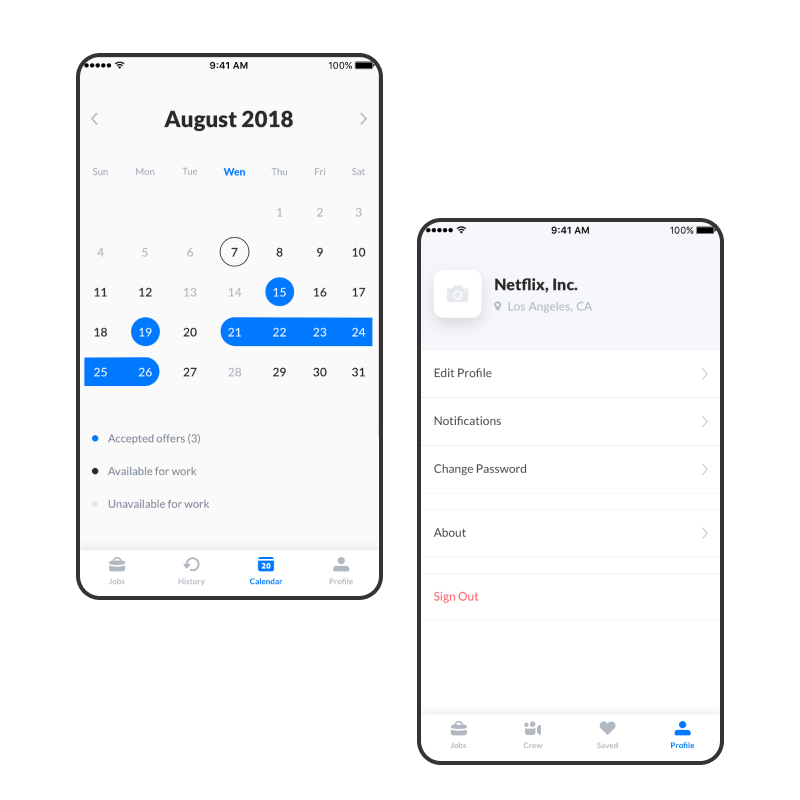 9:41 AM 100%
August 2018
Sun Mon Tue Wen Thu Fri Sat
1 2 3
4 5 6 7 8 9 10
11 12 13 14 15 16 17
18 19 20 21 22 23 24
25 26 27 28 29 30 31
Accepted offers (3)
Available for work
Unavailable for work
20
Jobs History Calendar Profile
9:41 AM 100%
Netflix, Inc.
Los Angeles, CA
Edit Profile
Notifications
Change Password
About
Sign Out
Jobs Crew Saved Profile